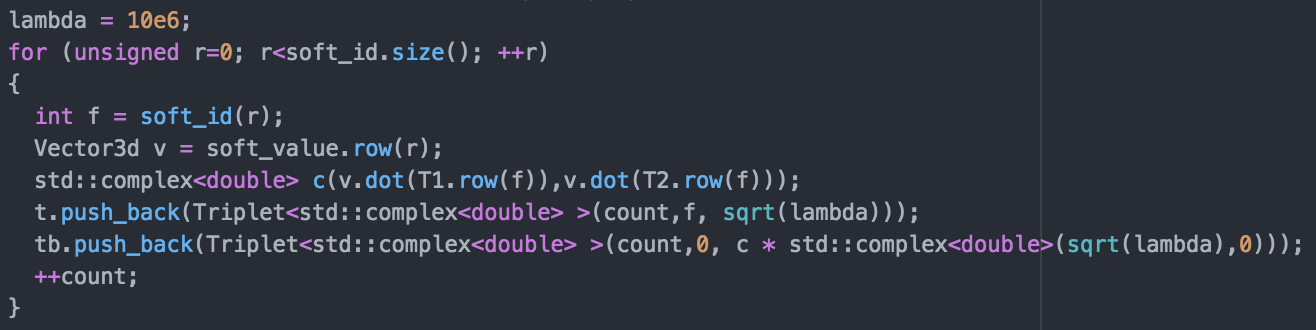 lambda = 10e6;
for (unsigned r=0; r<soft_id.size(); ++r)
{
  int f = soft_id(r);
  Vector3d v = soft_value.row(r);
  std::complex<double> c(v.dot(T1.row(f)),v.dot(T2.row(f)));
  t.push_back(Triplet<std::complex<double> >(count,f, sqrt(lambda)));
  tb.push_back(Triplet<std::complex<double> >(count,0, c * std::complex<double>(sqrt(lambda),0)));
  ++count;
}